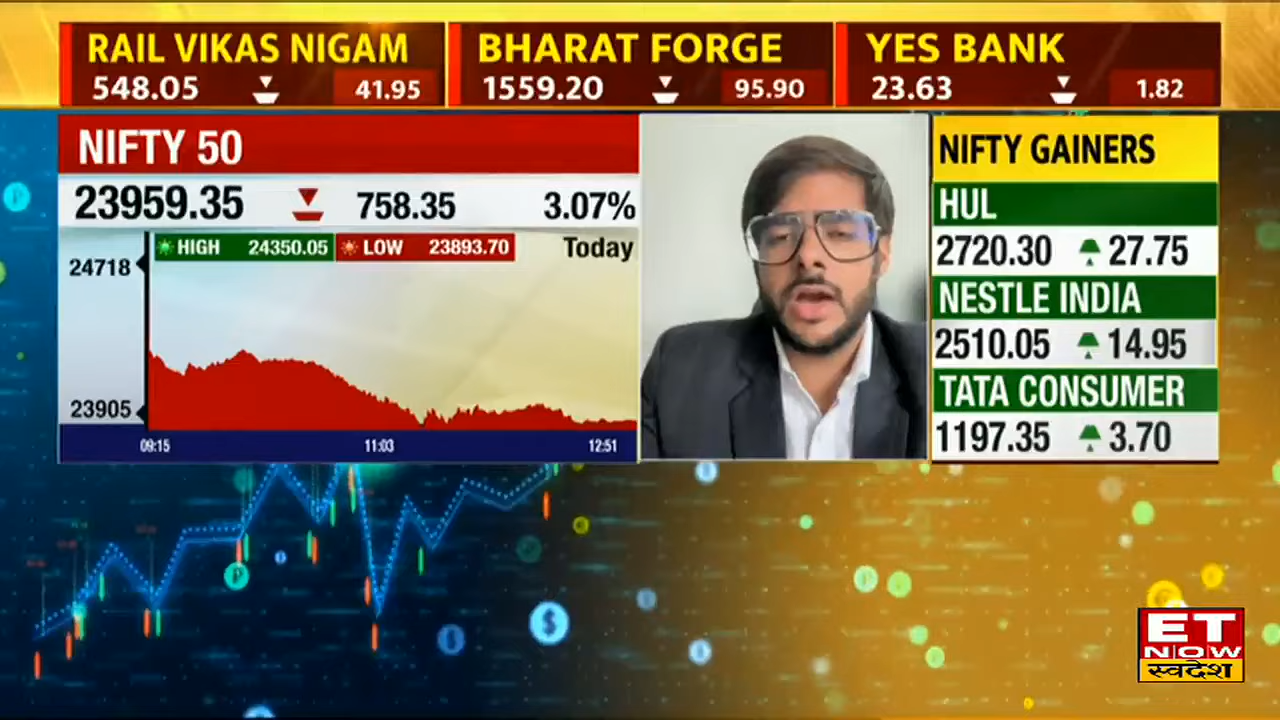 RAIL VIKAS NIGAM
548.05 41.95
BHARAT FORGE
1559.20 95.90
YES BANK
23.63 1.82
NIFTY 50
23959.35 758.35 3.07%
HIGH 24350.05 LOW 23893.70 Today
24718
23905
09:15 11:03 12:51
NIFTY GAINERS
HUL
2720.30 27.75
NESTLE INDIA
2510.05 14.95
TATA CONSUMER
1197.35 3.70
ET
NOW
स्वदेश